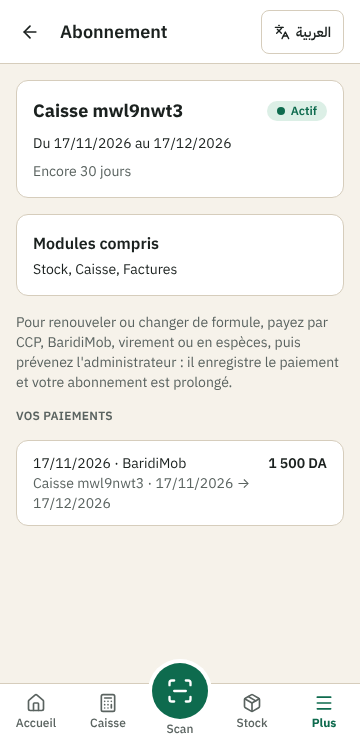 Abonnement
العربية
Caisse mwl9nwt3
Actif
Du 17/11/2026 au 17/12/2026
Encore 30 jours
Modules compris
Stock, Caisse, Factures
Pour renouveler ou changer de formule, payez par
CCP, BaridiMob, virement ou en espèces, puis
prévenez l'administrateur : il enregistre le paiement
et votre abonnement est prolongé.
VOS PAIEMENTS
17/11/2026 · BaridiMob
1 500 DA
Caisse mwl9nwt3 · 17/11/2026 →
17/12/2026
Accueil
Caisse
Scan
Stock
Plus